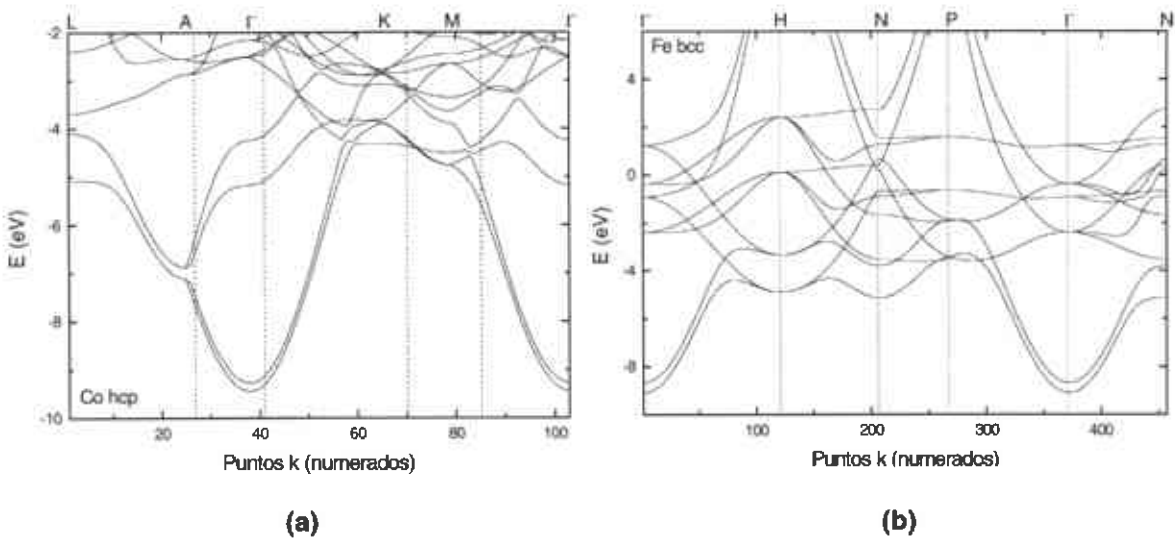 L A Γ K M Γ
-2
-4
-6
-8
-10
E (eV)
Co hcp
20 40 60 80 100
Puntos k (numerados)
(a)
Γ H N P Γ N
Fe bcc
4
0
-4
-8
E (eV)
100 200 300 400
Puntos k (numerados)
(b)